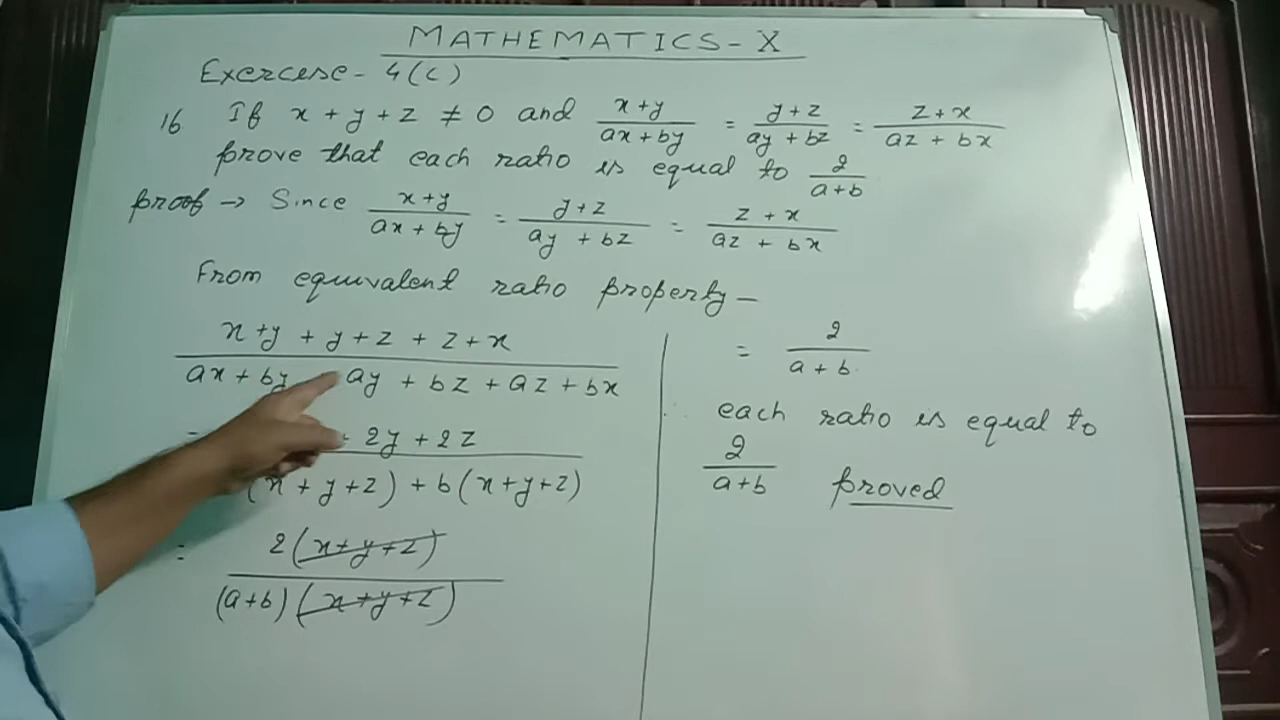 MATHEMATICS-X
Exercise - 4(c)
16 If x + y + z ≠ 0 and (x+y)/(ax+by) = (y+z)/(ay+bz) = (z+x)/(az+bx)
prove that each ratio is equal to 2/(a+b)
proof → Since (x+y)/(ax+by) = (y+z)/(ay+bz) = (z+x)/(az+bx)
From equivalent ratio property -
(x+y + y+z + z+x)/(ax+by ay + bz + az + bx)
= 2y + 2z/(x+y+z) + b(x+y+z)
= 2(x+y+z)/(a+b)(x+y+z)
= 2/(a+b)
each ratio is equal to
2/(a+b) proved